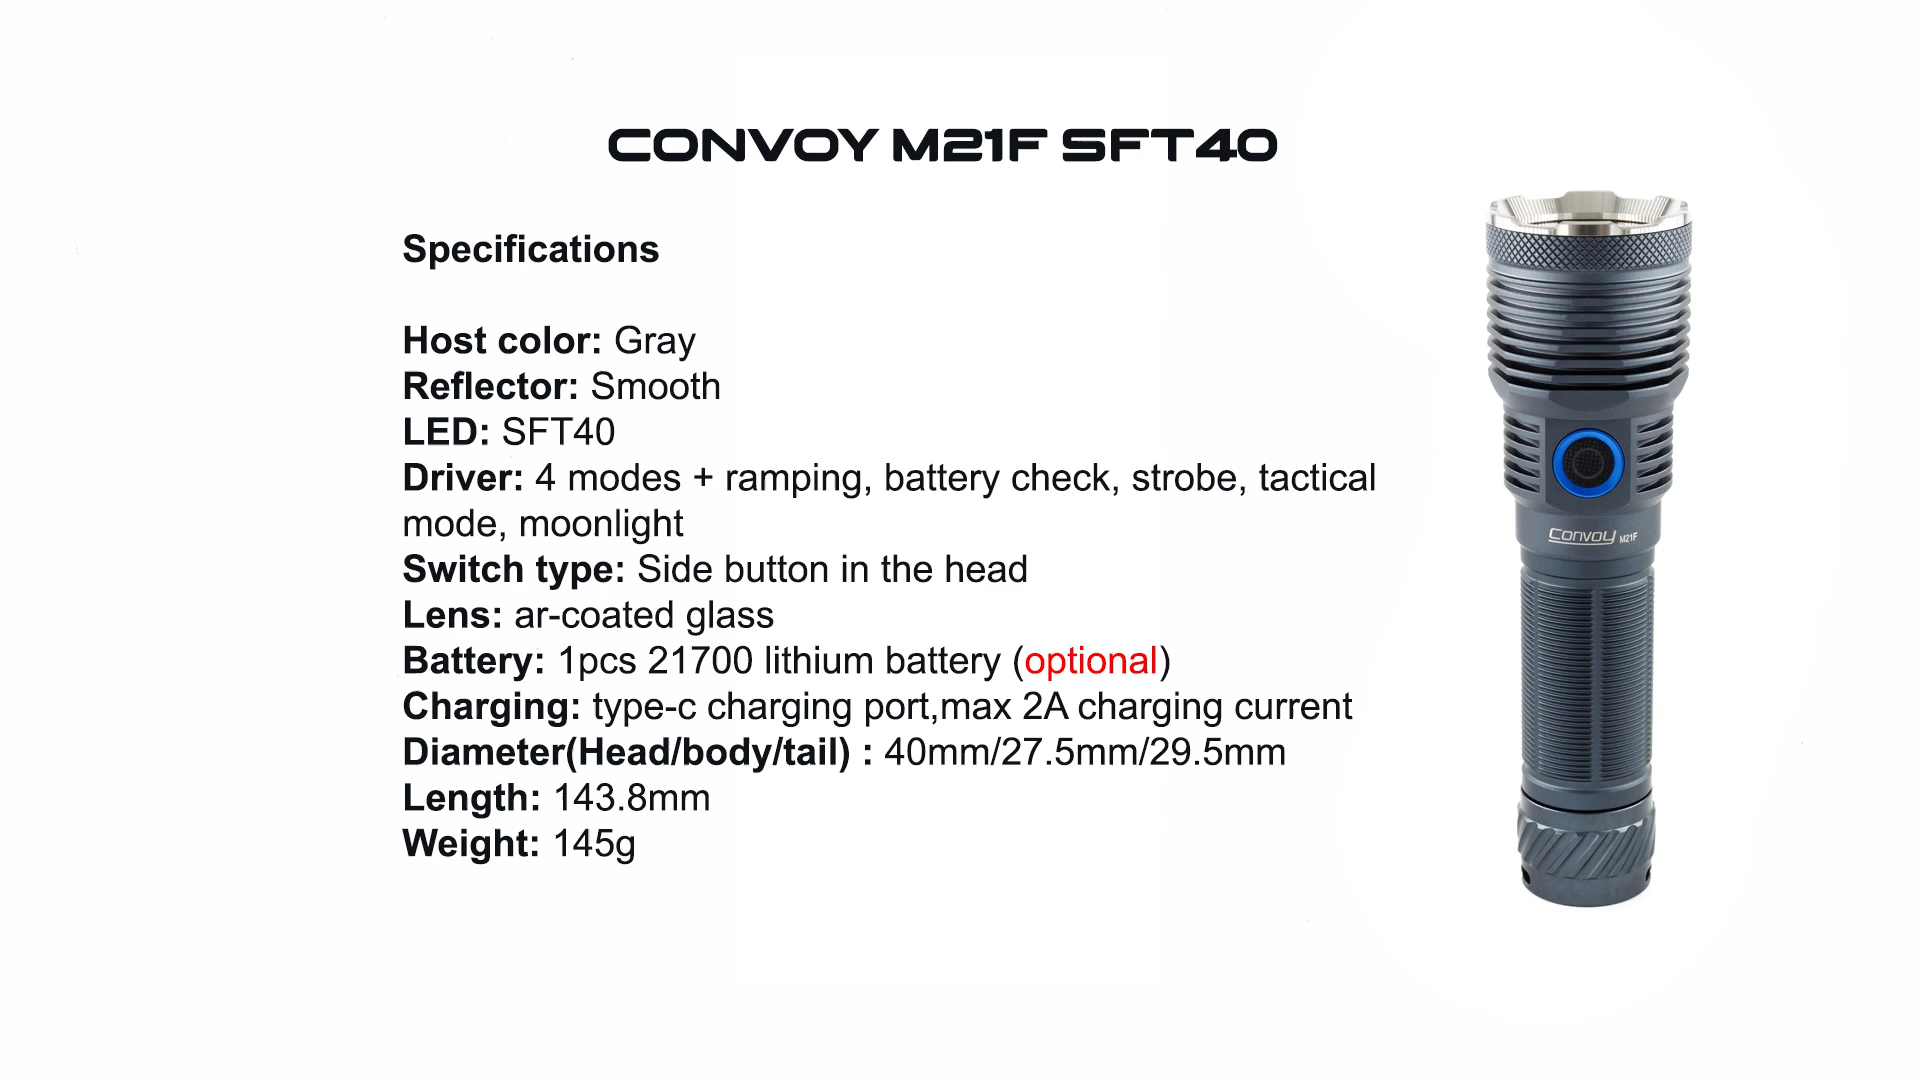 CONVOY M21F SFT40
Specifications
Host color: Gray
Reflector: Smooth
LED: SFT40
Driver: 4 modes + ramping, battery check, strobe, tactical
mode, moonlight
Switch type: Side button in the head
Lens: ar-coated glass
Battery: 1pcs 21700 lithium battery (optional)
Charging: type-c charging port,max 2A charging current
Diameter(Head/body/tail) : 40mm/27.5mm/29.5mm
Length: 143.8mm
Weight: 145g
Convoy M21F